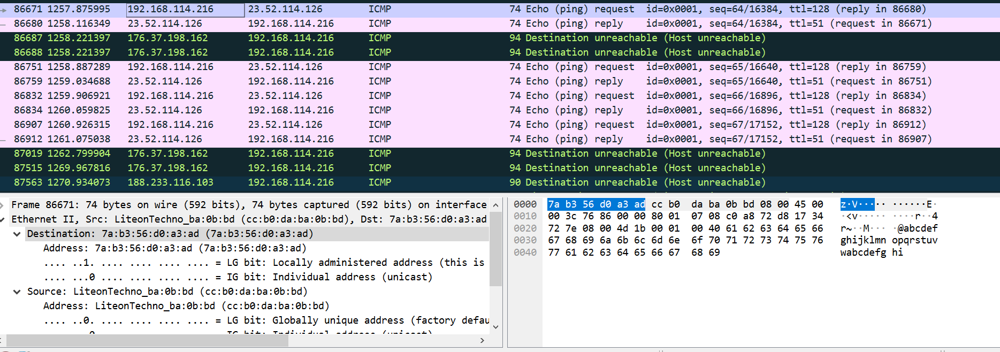 86671 1257.875995 192.168.114.216 23.52.114.126 ICMP 74 Echo (ping) request id=0x0001, seq=64/16384, ttl=128 (reply in 86680)
86680 1258.116349 23.52.114.126 192.168.114.216 ICMP 74 Echo (ping) reply id=0x0001, seq=64/16384, ttl=51 (request in 86671)
86687 1258.221397 176.37.198.162 192.168.114.216 ICMP 94 Destination unreachable (Host unreachable)
86688 1258.221397 176.37.198.162 192.168.114.216 ICMP 94 Destination unreachable (Host unreachable)
86751 1258.887289 192.168.114.216 23.52.114.126 ICMP 74 Echo (ping) request id=0x0001, seq=65/16640, ttl=128 (reply in 86759)
86759 1259.034688 23.52.114.126 192.168.114.216 ICMP 74 Echo (ping) reply id=0x0001, seq=65/16640, ttl=51 (request in 86751)
86832 1259.906921 192.168.114.216 23.52.114.126 ICMP 74 Echo (ping) request id=0x0001, seq=66/16896, ttl=128 (reply in 86834)
86834 1260.059825 23.52.114.126 192.168.114.216 ICMP 74 Echo (ping) reply id=0x0001, seq=66/16896, ttl=51 (request in 86832)
86907 1260.926315 192.168.114.216 23.52.114.126 ICMP 74 Echo (ping) request id=0x0001, seq=67/17152, ttl=128 (reply in 86912)
86912 1261.075038 23.52.114.126 192.168.114.216 ICMP 74 Echo (ping) reply id=0x0001, seq=67/17152, ttl=51 (request in 86907)
87019 1262.799904 176.37.198.162 192.168.114.216 ICMP 94 Destination unreachable (Host unreachable)
87515 1269.967816 176.37.198.162 192.168.114.216 ICMP 94 Destination unreachable (Host unreachable)
87563 1270.934073 188.233.116.103 192.168.114.216 ICMP 90 Destination unreachable (Host unreachable)
Frame 86671: 74 bytes on wire (592 bits), 74 bytes captured (592 bits) on interface
Ethernet II, Src: LiteonTechno_ba:0b:bd (cc:b0:da:ba:0b:bd), Dst: 7a:b3:56:d0:a3:ad
Destination: 7a:b3:56:d0:a3:ad (7a:b3:56:d0:a3:ad)
Address: 7a:b3:56:d0:a3:ad (7a:b3:56:d0:a3:ad)
.... ..1. .... .... .... .... = LG bit: Locally administered address (this is
.... ...0 .... .... .... .... = IG bit: Individual address (unicast)
Source: LiteonTechno_ba:0b:bd (cc:b0:da:ba:0b:bd)
Address: LiteonTechno_ba:0b:bd (cc:b0:da:ba:0b:bd)
.... ..0. .... .... .... .... = LG bit: Globally unique address (factory defau
0000 7a b3 56 d0 a3 ad cc b0 da ba 0b bd 08 00 45 00 z·V····· ······E·
0010 00 3c 76 86 00 00 80 01 07 08 c0 a8 72 d8 17 34 ·<v····· ····r··4
0020 72 7e 08 00 4d 1b 00 01 00 40 61 62 63 64 65 66 r~··M··· ·@abcdef
0030 67 68 69 6a 6b 6c 6d 6e 6f 70 71 72 73 74 75 76 ghijklmn opqrstuv
0040 77 61 62 63 64 65 66 67 68 69 wabcdefg hi